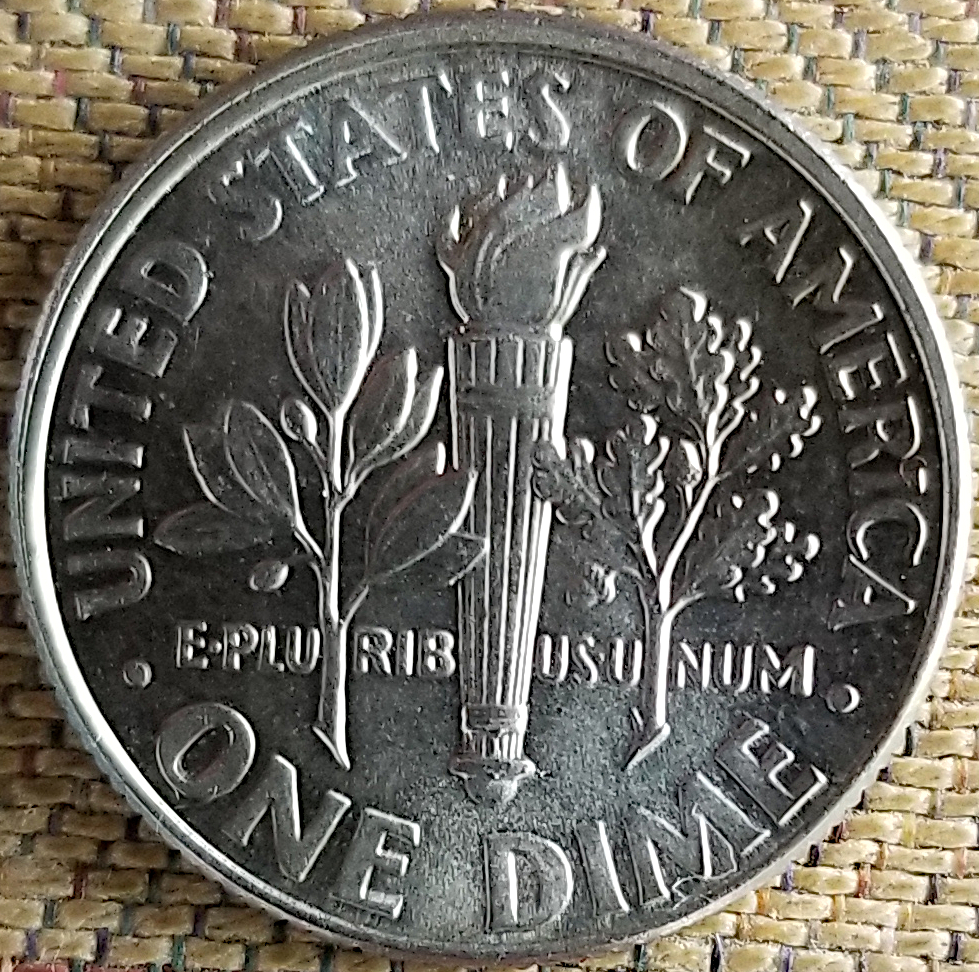 UNITED STATES OF AMERICA
E·PLURIBUS·UNUM
ONE DIME